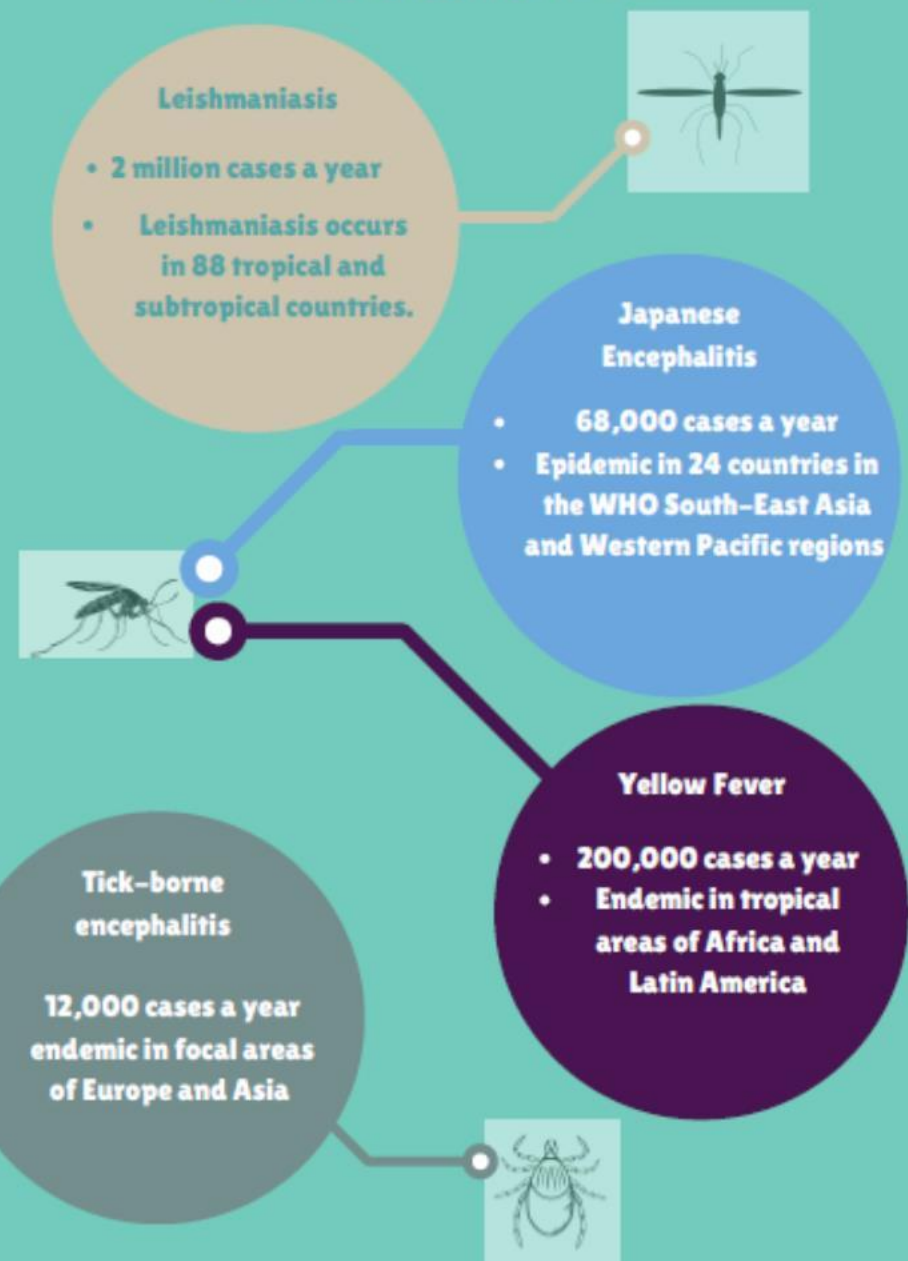 Leishmaniasis
• 2 million cases a year
• Leishmaniasis occurs
in 88 tropical and
subtropical countries.
Japanese
Encephalitis
• 68,000 cases a year
• Epidemic in 24 countries in
the WHO South-East Asia
and Western Pacific regions
Yellow Fever
• 200,000 cases a year
• Endemic in tropical
areas of Africa and
Latin America
Tick-borne
encephalitis
12,000 cases a year
endemic in focal areas
of Europe and Asia